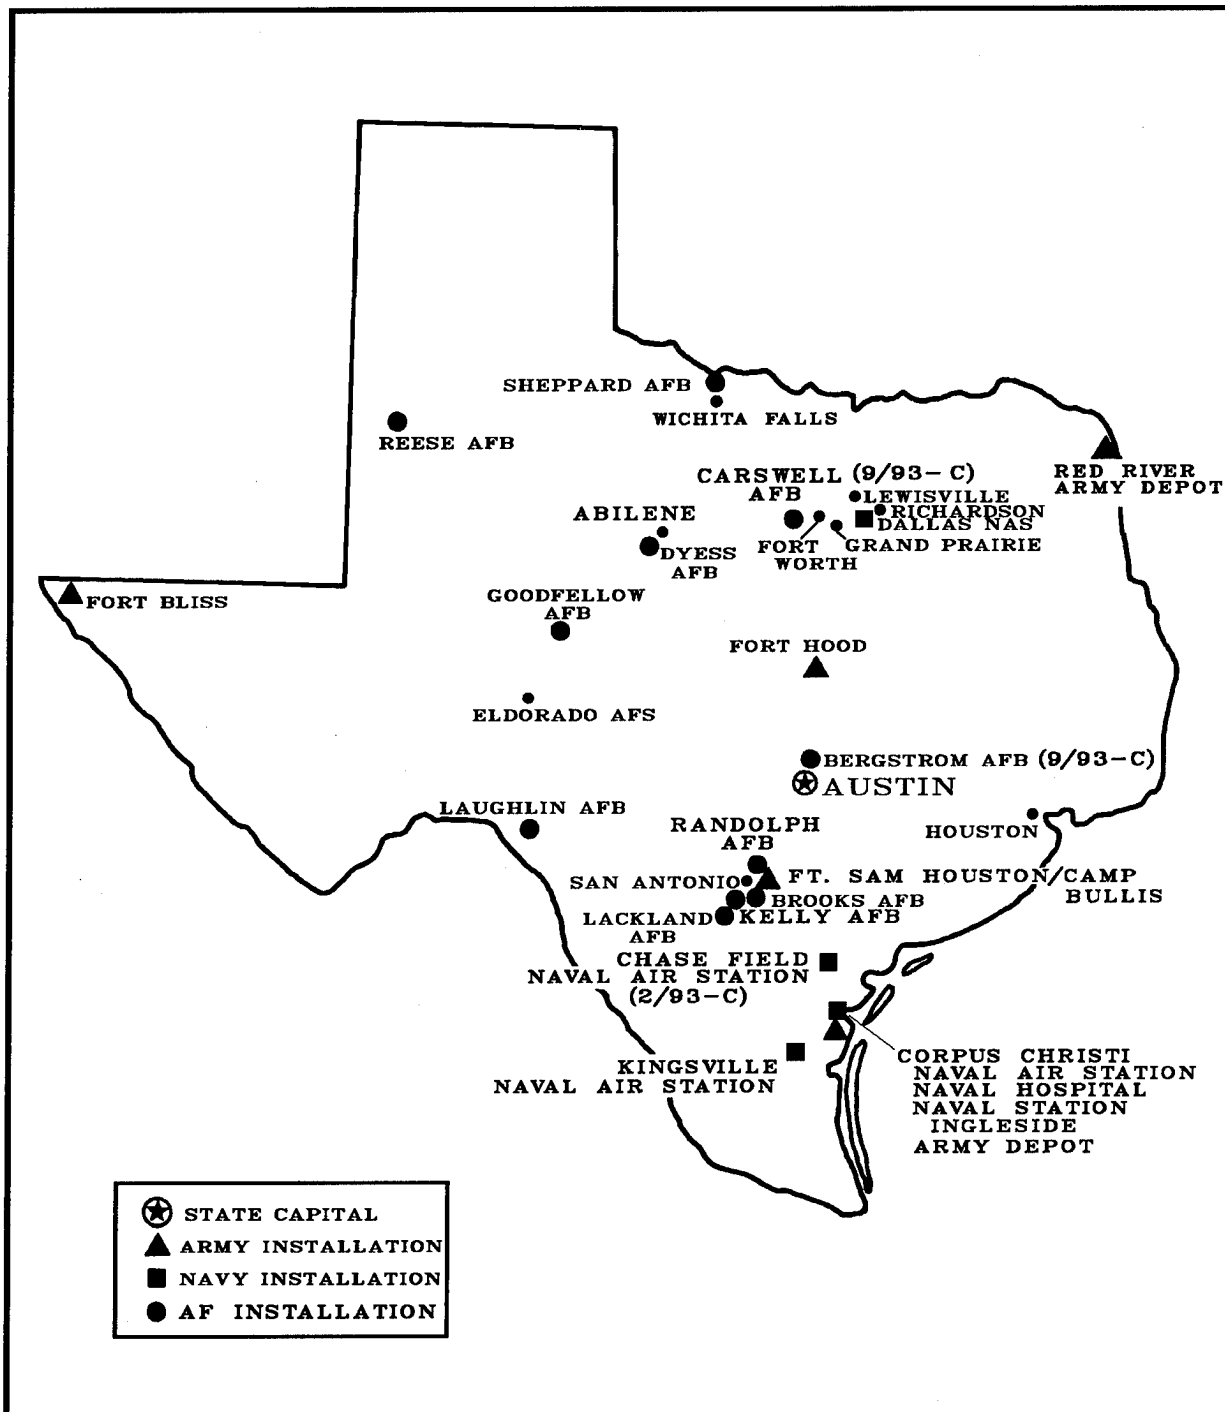 SHEPPARD AFB
WICHITA FALLS
REESE AFB
CARSWELL (9/93-C)
AFB
LEWISVILLE
RICHARDSON
DALLAS NAS
FORT
WORTH
GRAND PRAIRIE
RED RIVER
ARMY DEPOT
ABILENE
DYESS
AFB
FORT BLISS
GOODFELLOW
AFB
FORT HOOD
ELDORADO AFS
BERGSTROM AFB (9/93-C)
AUSTIN
LAUGHLIN AFB
RANDOLPH
AFB
HOUSTON
SAN ANTONIO
FT. SAM HOUSTON/CAMP
BULLIS
BROOKS AFB
LACKLAND
AFB
KELLY AFB
CHASE FIELD
NAVAL AIR STATION
(2/93-C)
KINGSVILLE
NAVAL AIR STATION
CORPUS CHRISTI
NAVAL AIR STATION
NAVAL HOSPITAL
NAVAL STATION
INGLESIDE
ARMY DEPOT
STATE CAPITAL
ARMY INSTALLATION
NAVY INSTALLATION
AF INSTALLATION